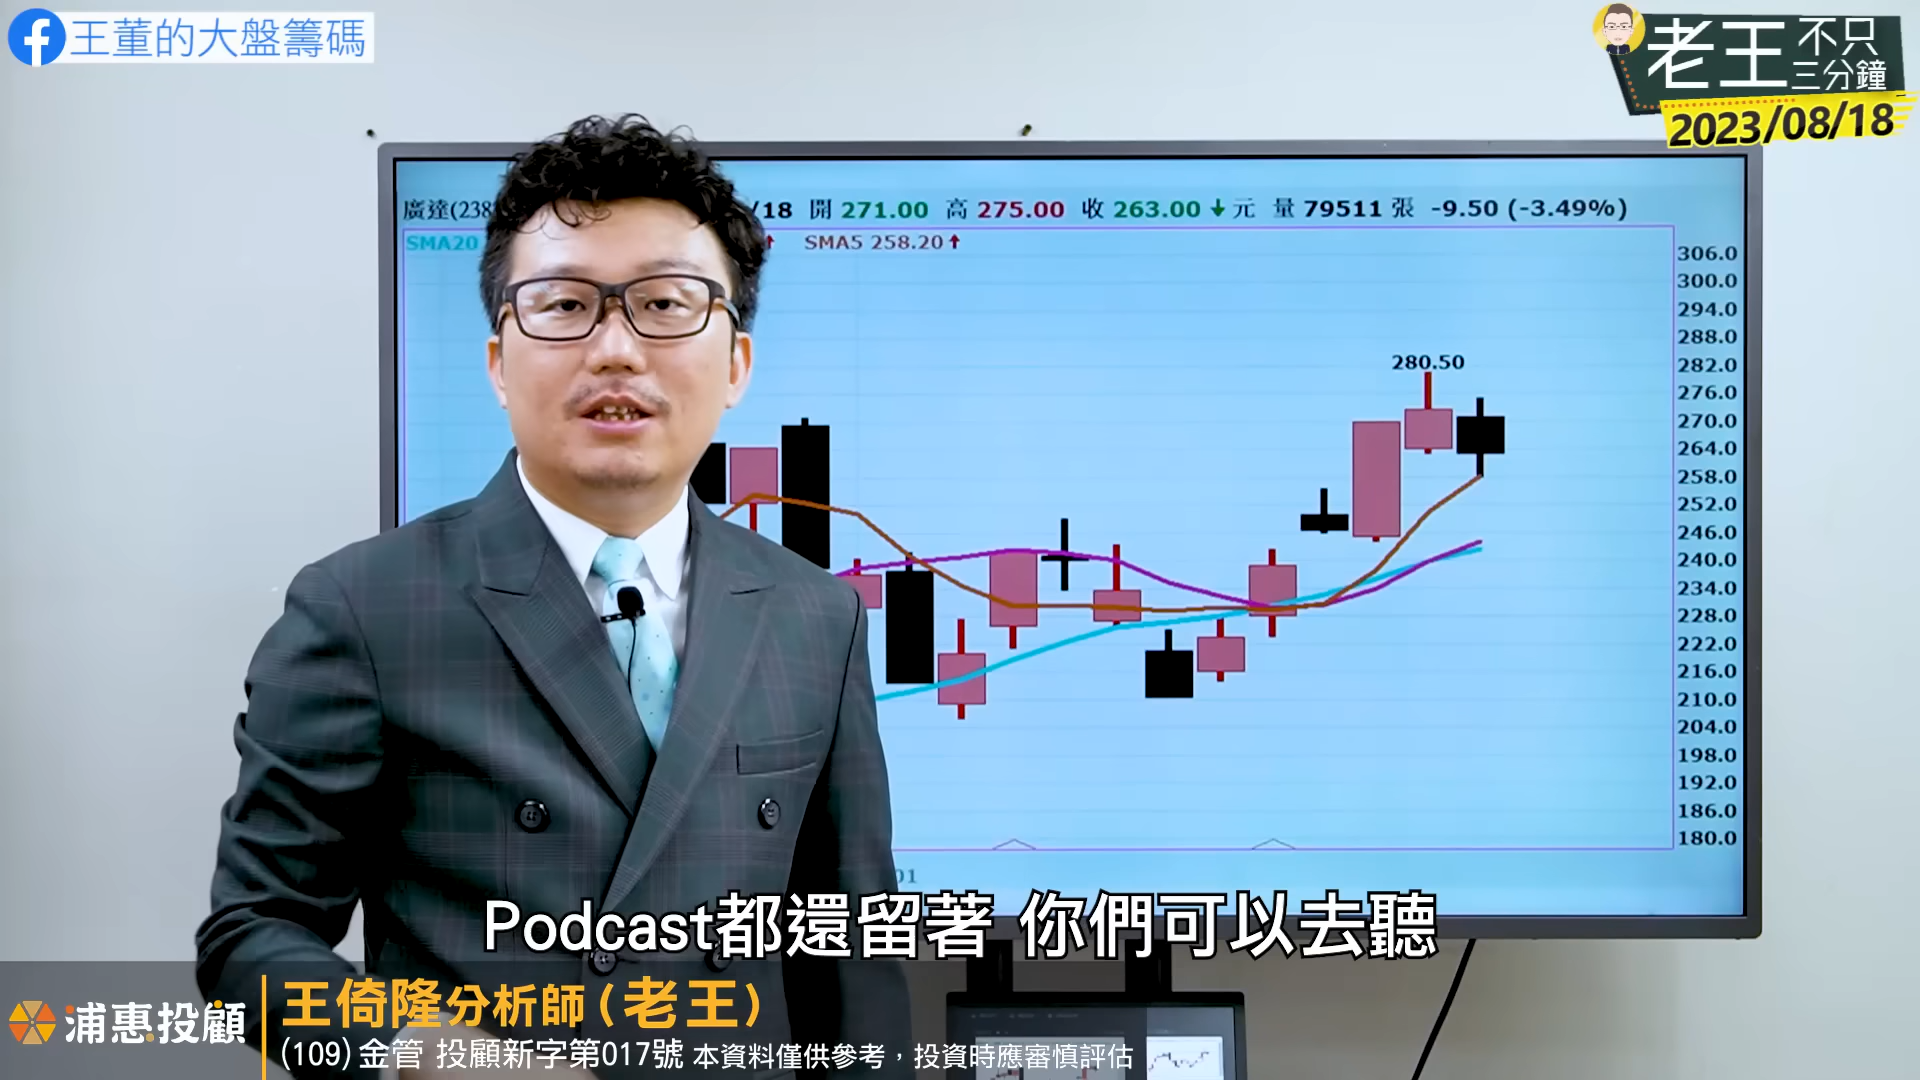 王董的大盤籌碼
老王 不只
三分鐘
2023/08/18
廣達(238 /18 開 271.00 高 275.00 收 263.00↓元 量 79511 張 -9.50 (-3.49%)
SMA20 SMA5 258.20↑
306.0
300.0
294.0
288.0
280.50
282.0
276.0
270.0
264.0
258.0
252.0
246.0
240.0
234.0
228.0
222.0
216.0
210.0
204.0
198.0
192.0
186.0
180.0
01
Podcast都還留著 你們可以去聽
浦惠投顧
王倚隆分析師(老王)
(109)金管 投顧新字第017號 本資料僅供參考，投資時應審慎評估